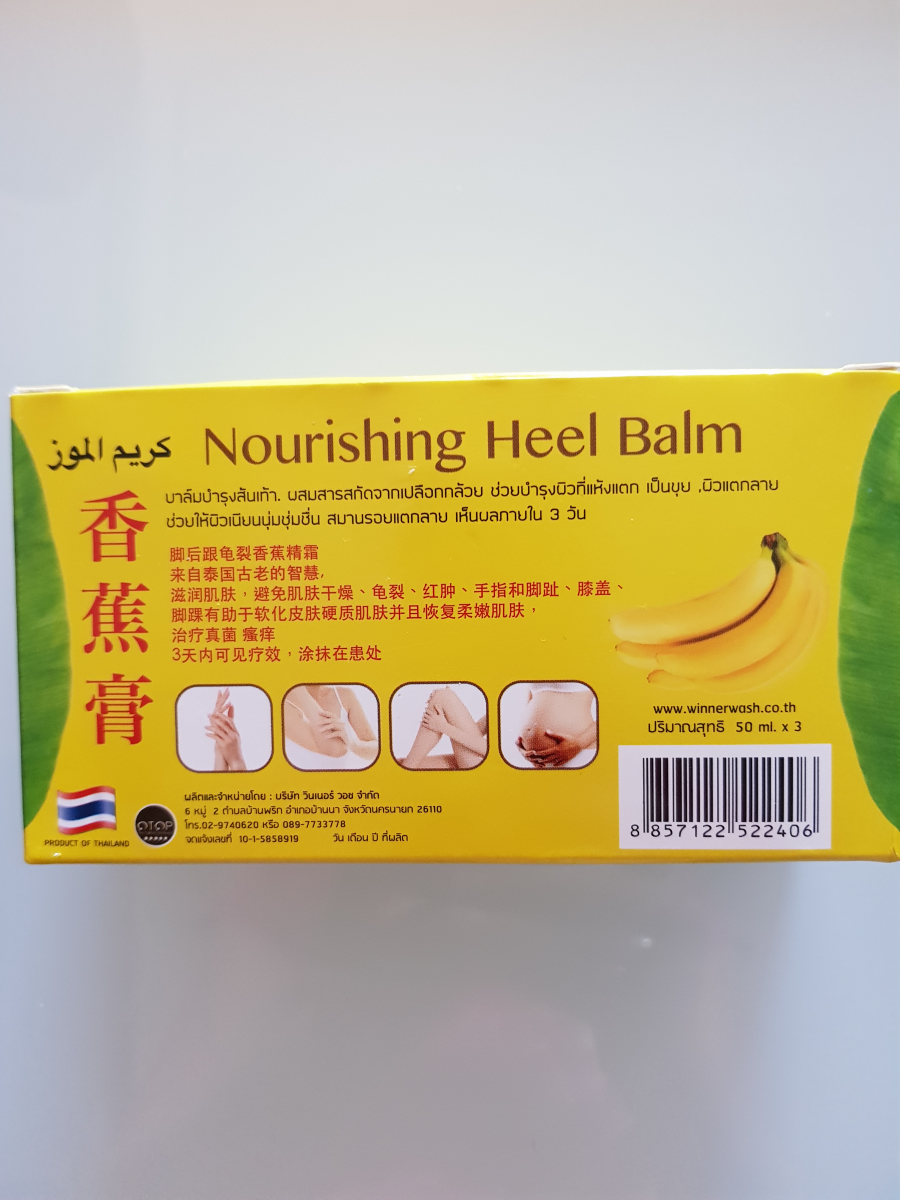 كريم الموز
Nourishing Heel Balm
香蕉膏
บาล์มบำรุงส้นเท้า. ผสมสารสกัดจากเปลือกกล้วย ช่วยบำรุงผิวที่แห้งแตก เป็นขุย ,ผิวแตกลาย
ช่วยให้ผิวเนียนนุ่มชุ่มชื่น สมานรอยแตกลาย เห็นผลภายใน 3 วัน
脚后跟龟裂香蕉精霜
来自泰国古老的智慧,
滋润肌肤，避免肌肤干燥、龟裂、红肿、手指和脚趾、膝盖、
脚踝有助于软化皮肤硬质肌肤并且恢复柔嫩肌肤，
治疗真菌 瘙痒
3天内可见疗效，涂抹在患处
www.winnerwash.co.th
ปริมาณสุทธิ 50 ml. x 3
8 857122 522406
ผลิตและจำหน่ายโดย : บริษัท วินเนอร์ วอช จำกัด
6 หมู่ 2 ตำบลบ้านพริก อำเภอบ้านนา จังหวัดนครนายก 26110
โทร.02-9740620 หรือ 089-7733778
จดแจ้งเลขที่ 10-1-5858919 วัน เดือน ปี ที่ผลิต
PRODUCT OF THAILAND
OTOP